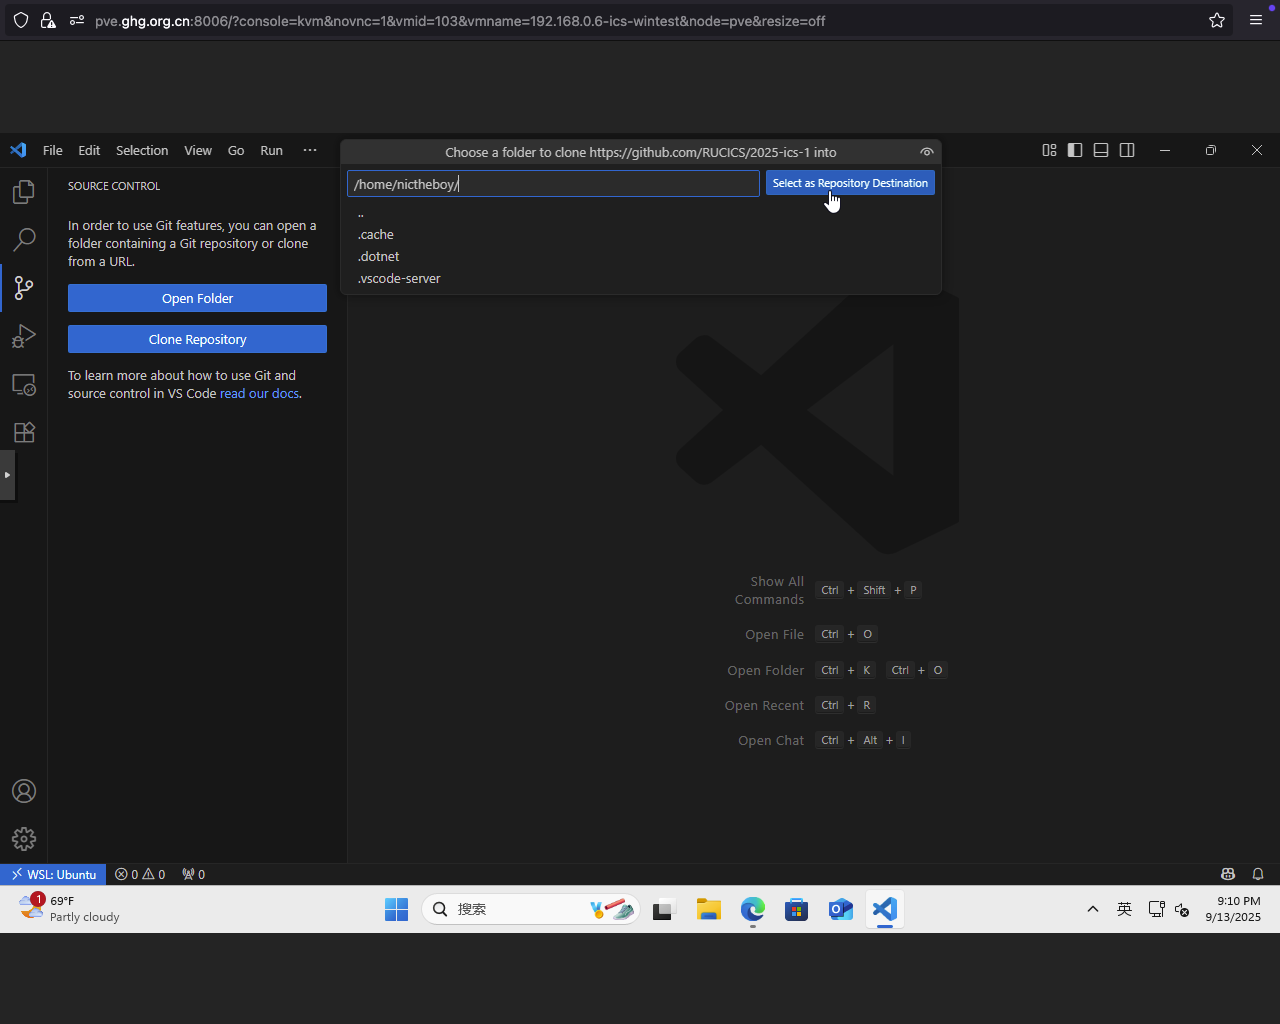 pve.ghg.org.cn:8006/?console=kvm&novnc=1&vmid=103&vmname=192.168.0.6-ics-wintest&node=pve&resize=off
File Edit Selection View Go Run ···
Choose a folder to clone https://github.com/RUCICS/2025-ics-1 into
/home/nictheboy/
Select as Repository Destination
..
.cache
.dotnet
.vscode-server
SOURCE CONTROL
In order to use Git features, you can open a
folder containing a Git repository or clone
from a URL.
Open Folder
Clone Repository
To learn more about how to use Git and
source control in VS Code read our docs.
Show All
Commands
Ctrl + Shift + P
Open File Ctrl + O
Open Folder Ctrl + K Ctrl + O
Open Recent Ctrl + R
Open Chat Ctrl + Alt + I
WSL: Ubuntu 0 0 0
1
69°F
Partly cloudy
搜索
英
9:10 PM
9/13/2025